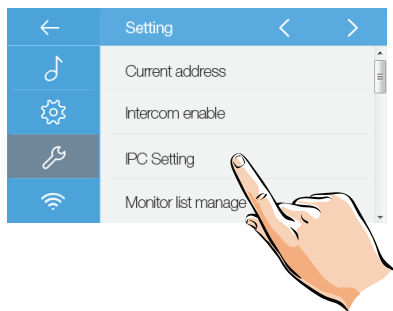 Setting
Current address
Intercom enable
IPC Setting
Monitor list manage